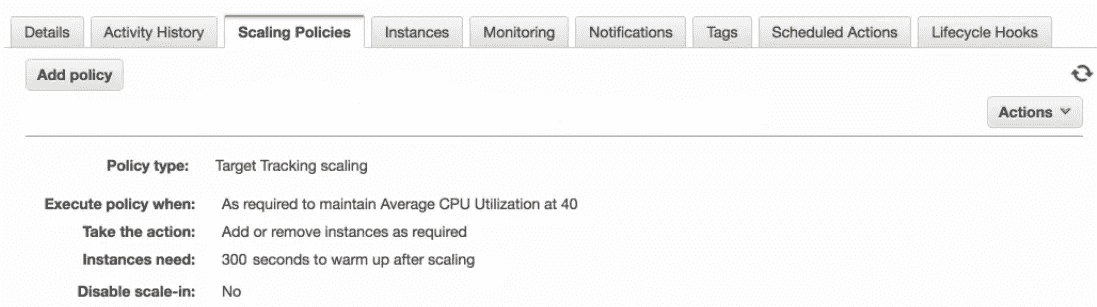 Details Activity History Scaling Policies Instances Monitoring Notifications Tags Scheduled Actions Lifecycle Hooks
Add policy
Actions
Policy type: Target Tracking scaling
Execute policy when: As required to maintain Average CPU Utilization at 40
Take the action: Add or remove instances as required
Instances need: 300 seconds to warm up after scaling
Disable scale-in: No